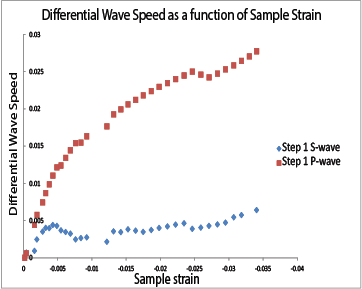 Differential Wave Speed as a function of Sample Strain
Differential Wave Speed
0.03
0.025
0.02
0.015
0.01
0.005
0
0 -0.005 -0.01 -0.015 -0.02 -0.025 -0.03 -0.035 -0.04
Sample strain
Step 1 S-wave
Step 1 P-wave